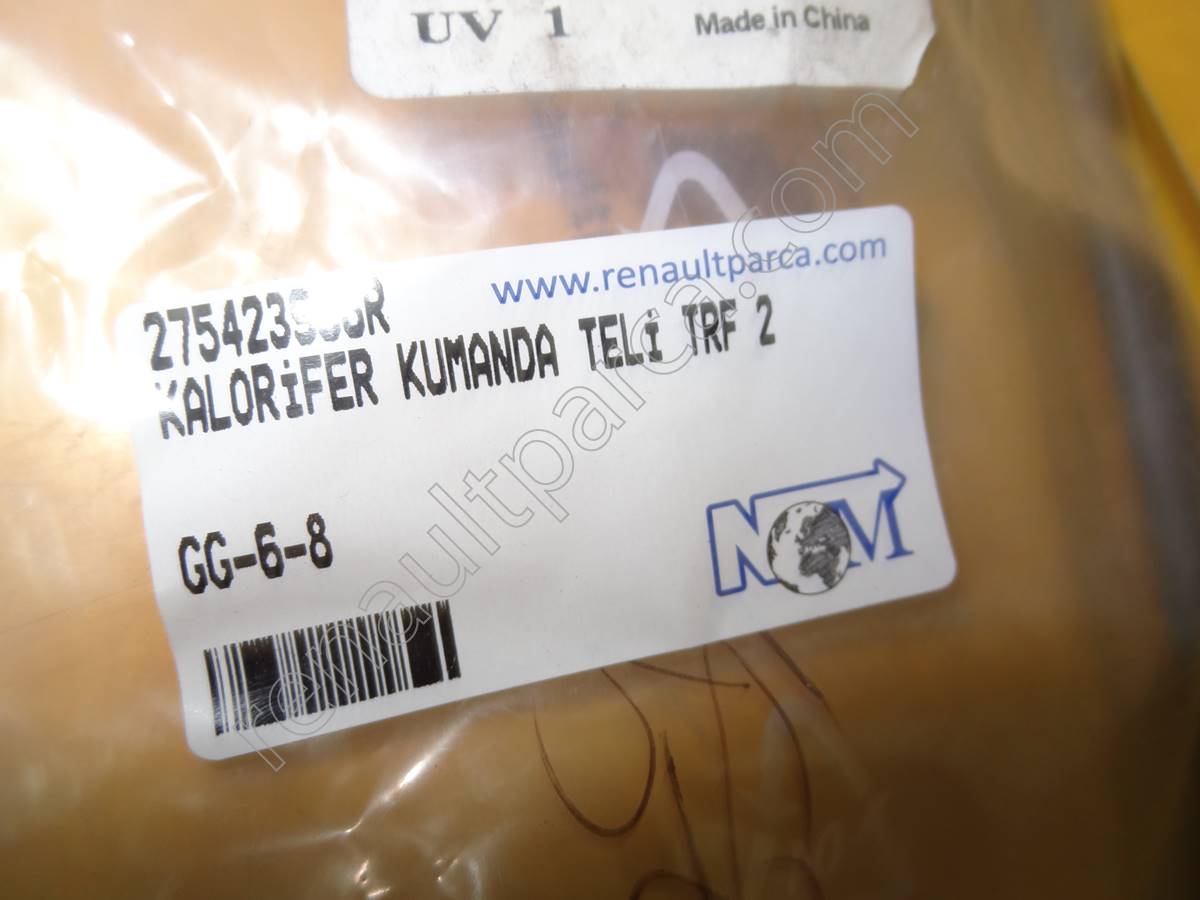 UV 1
Made in China
www.renaultparca.com
KALORİFER KUMANDA TELİ TRF 2
GG-6-8
NM
renaultparca.com